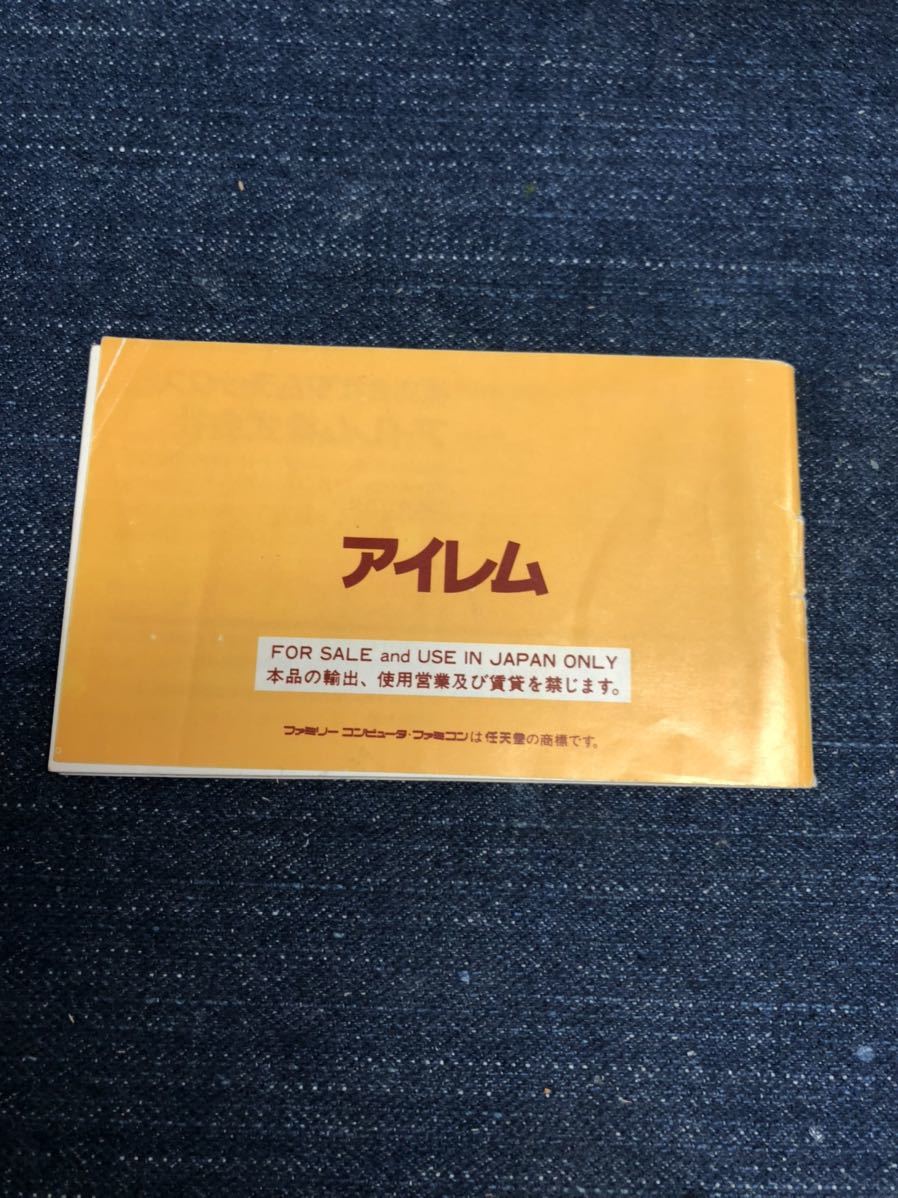 アイレム
FOR SALE and USE IN JAPAN ONLY
本品の輸出、使用営業及び賃貸を禁じます。
ファミリー コンピュータ・ファミコンは任天堂の商標です。